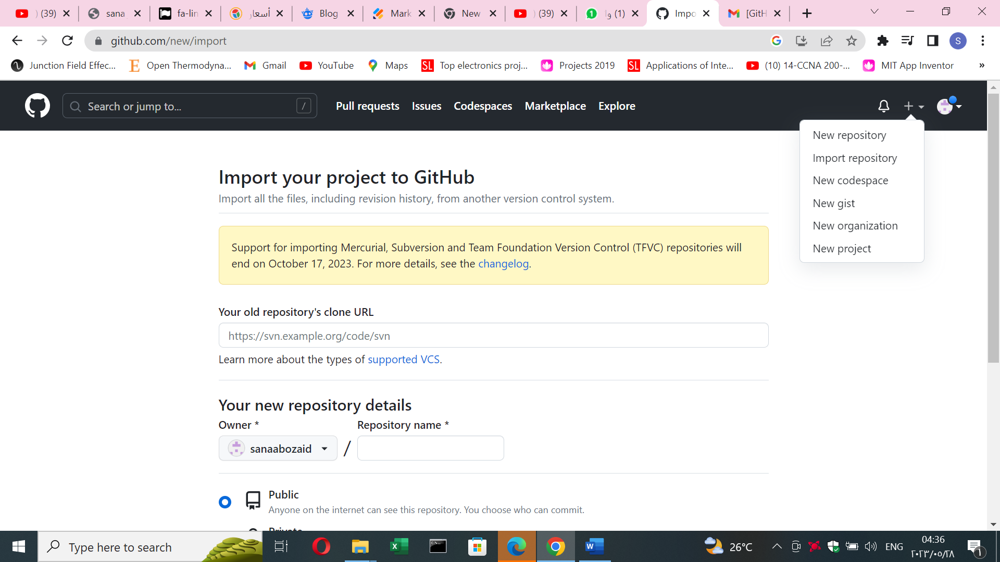 (39)
sana
fa-lin
أسعار
Blog
Mark
New
(39)
(1) وا
Impo
[GitH
github.com/new/import
S
Junction Field Effec...
Open Thermodyna...
Gmail
YouTube
Maps
SL
Top electronics proj...
Projects 2019
SL
Applications of Inte...
(10) 14-CCNA 200-...
MIT App Inventor
»
Search or jump to...
/
Pull requests
Issues
Codespaces
Marketplace
Explore
New repository
Import repository
New codespace
New gist
New organization
New project
Import your project to GitHub
Import all the files, including revision history, from another version control system.
Support for importing Mercurial, Subversion and Team Foundation Version Control (TFVC) repositories will
end on October 17, 2023. For more details, see the changelog.
Your old repository's clone URL
https://svn.example.org/code/svn
Learn more about the types of supported VCS.
Your new repository details
Owner *
Repository name *
sanaabozaid
/
Public
Anyone on the internet can see this repository. You choose who can commit.
Private
Type here to search
26°C
ENG
04:36
٢٠٢٣/٠٥/٢٨
1